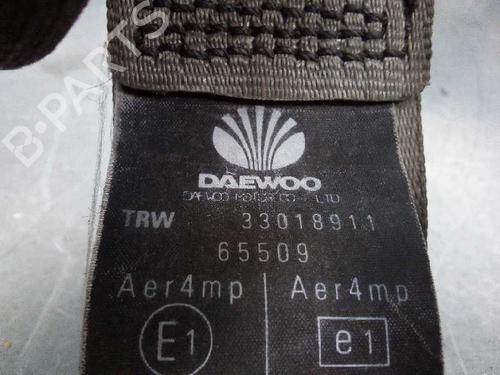 B-PARTS
DAEWOO
DAEWOO MOTOR CO LTD
TRW 33018911
65509
Aer4mp Aer4mp
E1 e1